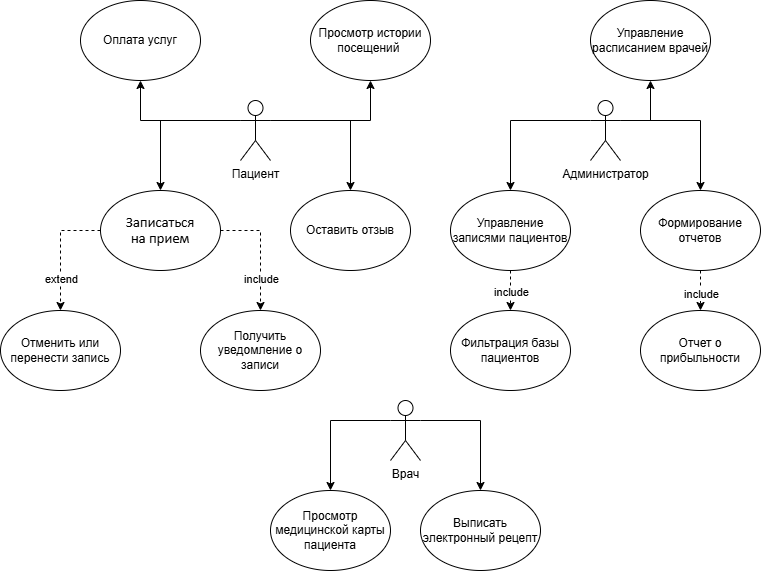 Оплата услуг
Просмотр истории
посещений
Управление
расписанием врачей
Пациент
Администратор
Записаться
на прием
Оставить отзыв
Управление
записями пациентов
Формирование
отчетов
extend
include
include
include
Отменить или
перенести запись
Получить
уведомление о
записи
Фильтрация базы
пациентов
Отчет о
прибыльности
Врач
Просмотр
медицинской карты
пациента
Выписать
электронный рецепт